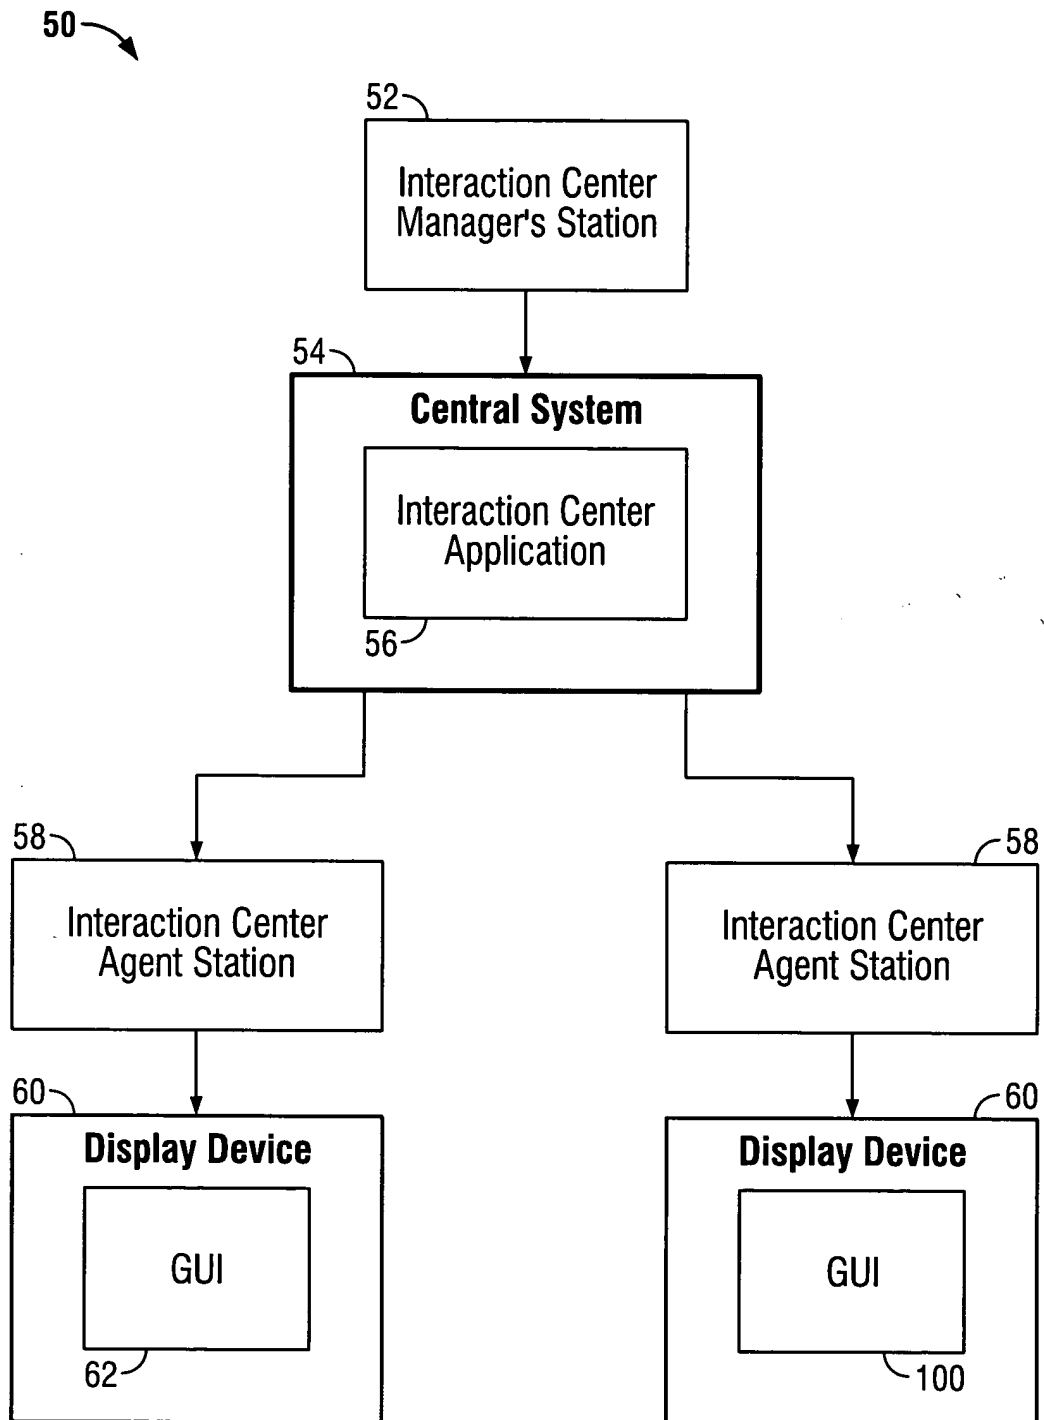 50
52
Interaction Center
Manager's Station
54
Central System
Interaction Center
Application
56
58
Interaction Center
Agent Station
58
Interaction Center
Agent Station
60
Display Device
GUI
62
60
Display Device
GUI
100